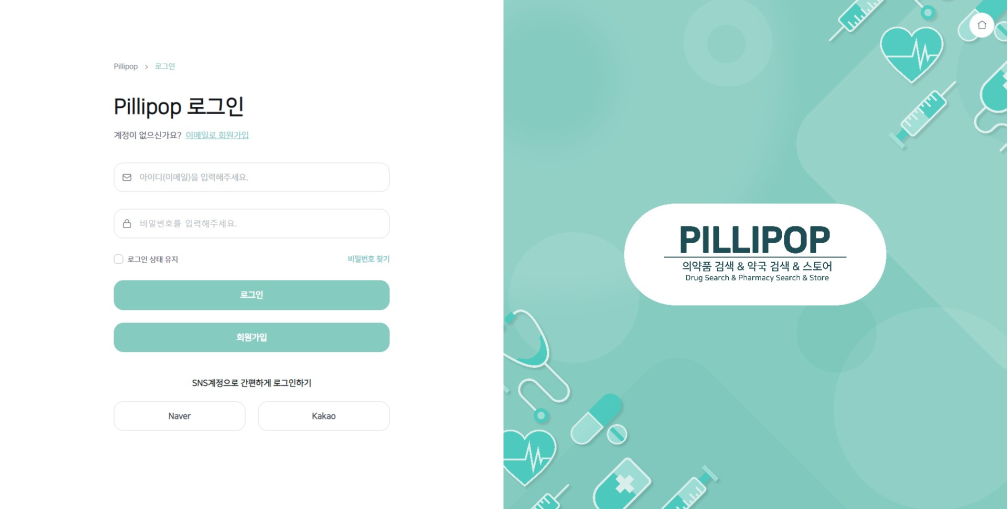 Pillipop > 로그인
Pillipop 로그인
계정이 없으신가요? 이메일로 회원가입
아이디(이메일)을 입력해주세요.
비밀번호를 입력해주세요.
로그인 상태 유지 비밀번호 찾기
로그인
회원가입
SNS계정으로 간편하게 로그인하기
Naver Kakao
PILLIPOP
의약품 검색 & 약국 검색 & 스토어
Drug Search & Pharmacy Search & Store